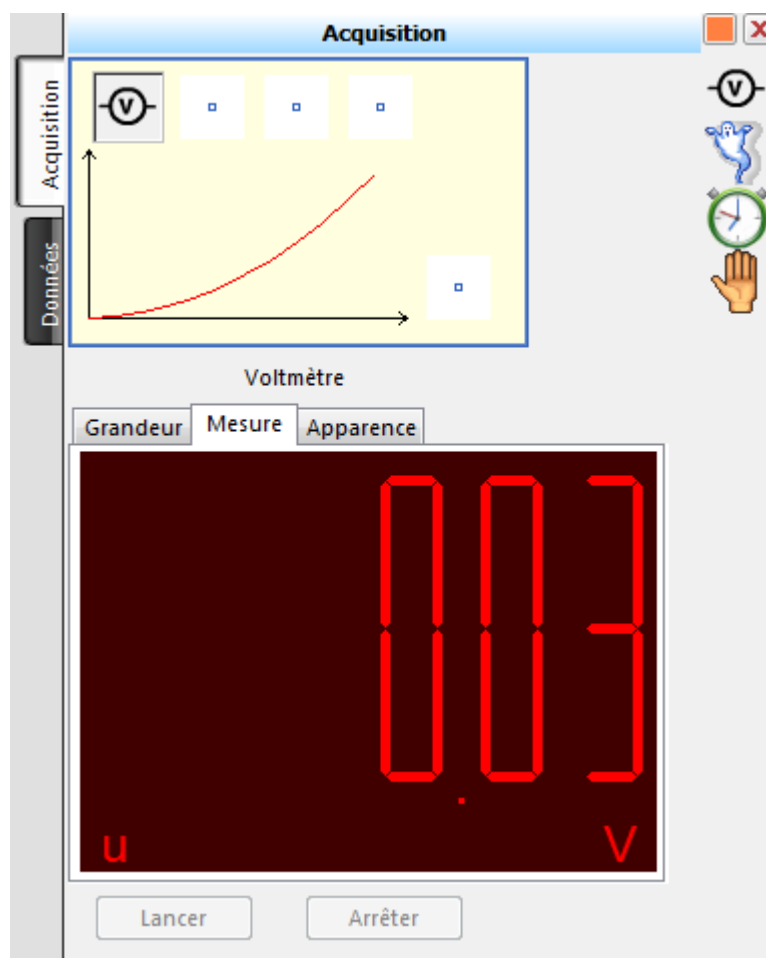 Acquisition
Acquisition
V
V
Données
Voltmètre
Grandeur Mesure Apparence
0.03
u V
Lancer Arrêter